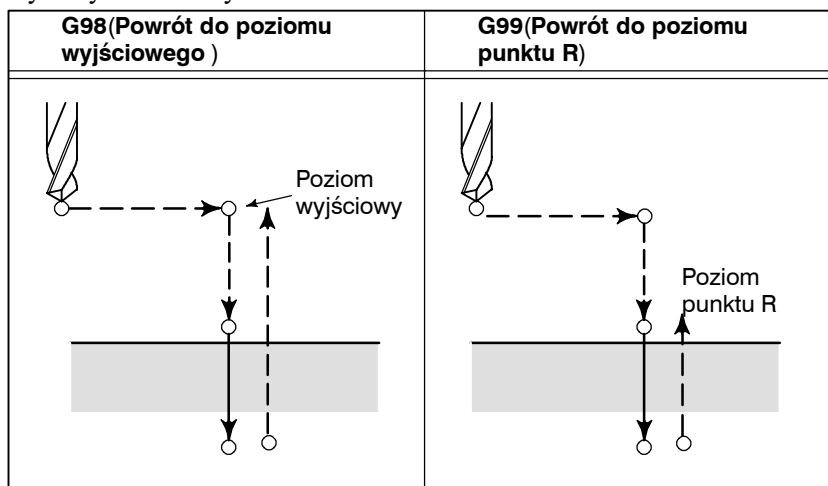 G98(Powrót do poziomu
wyjściowego )
G99(Powrót do poziomu
punktu R)
Poziom
wyjściowy
Poziom
punktu R